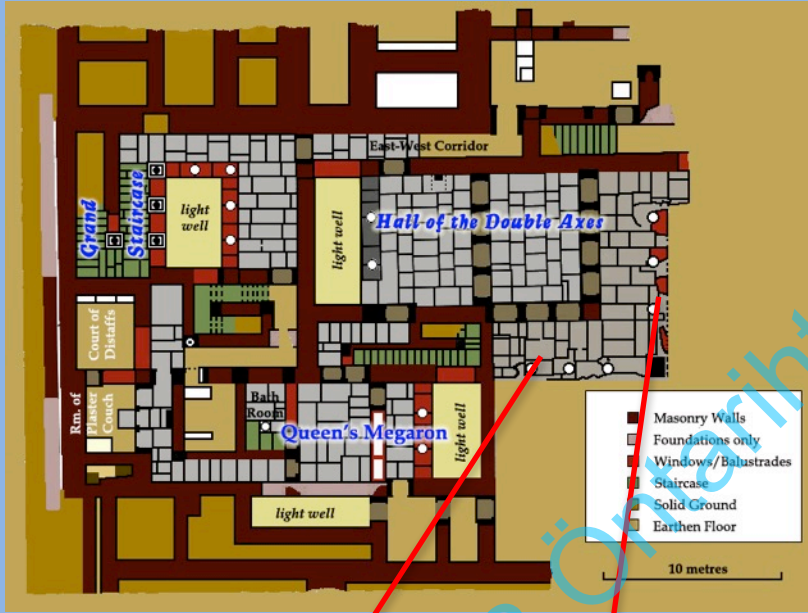 East-West Corridor
Grand
Staircase
light
well
light well
Hall of the Double Axes
Court of
Distaffs
Rm. of
Plaster
Couch
Bath
Room
Queen's Megaron
light well
light well
Masonry Walls
Foundations only
Windows/Balustrades
Staircase
Solid Ground
Earthen Floor
10 metres
Öntariht